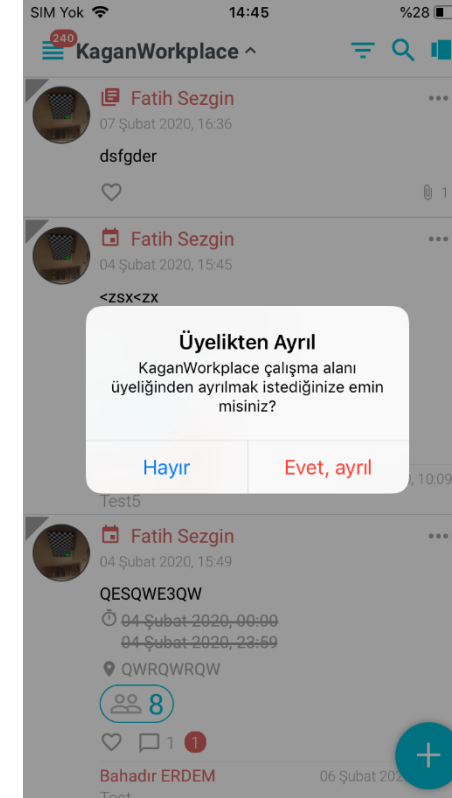 SIM Yok 14:45 %28
240
KaganWorkplace
Fatih Sezgin
07 Şubat 2020, 16:36
dsfgder
1
Fatih Sezgin
04 Şubat 2020, 15:45
<zsx<zx
Üyelikten Ayrıl
KaganWorkplace çalışma alanı
üyeliğinden ayrılmak istediğinize emin
misiniz?
Hayır Evet, ayrıl
, 10:09
Test5
Fatih Sezgin
04 Şubat 2020, 15:49
QESQWE3QW
04 Şubat 2020, 00:00
04 Şubat 2020, 23:59
QWRQWRQW
8
1 1
Bahadır ERDEM 06 Şubat 202
Test